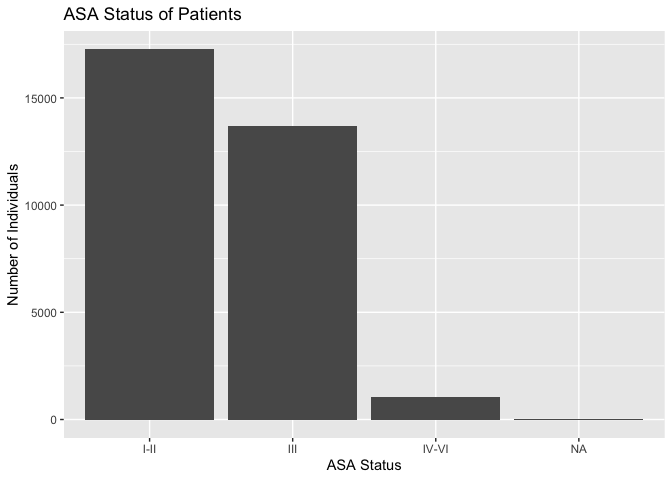 ASA Status of Patients
Number of Individuals
15000
10000
5000
0
I-II
III
IV-VI
NA
ASA Status